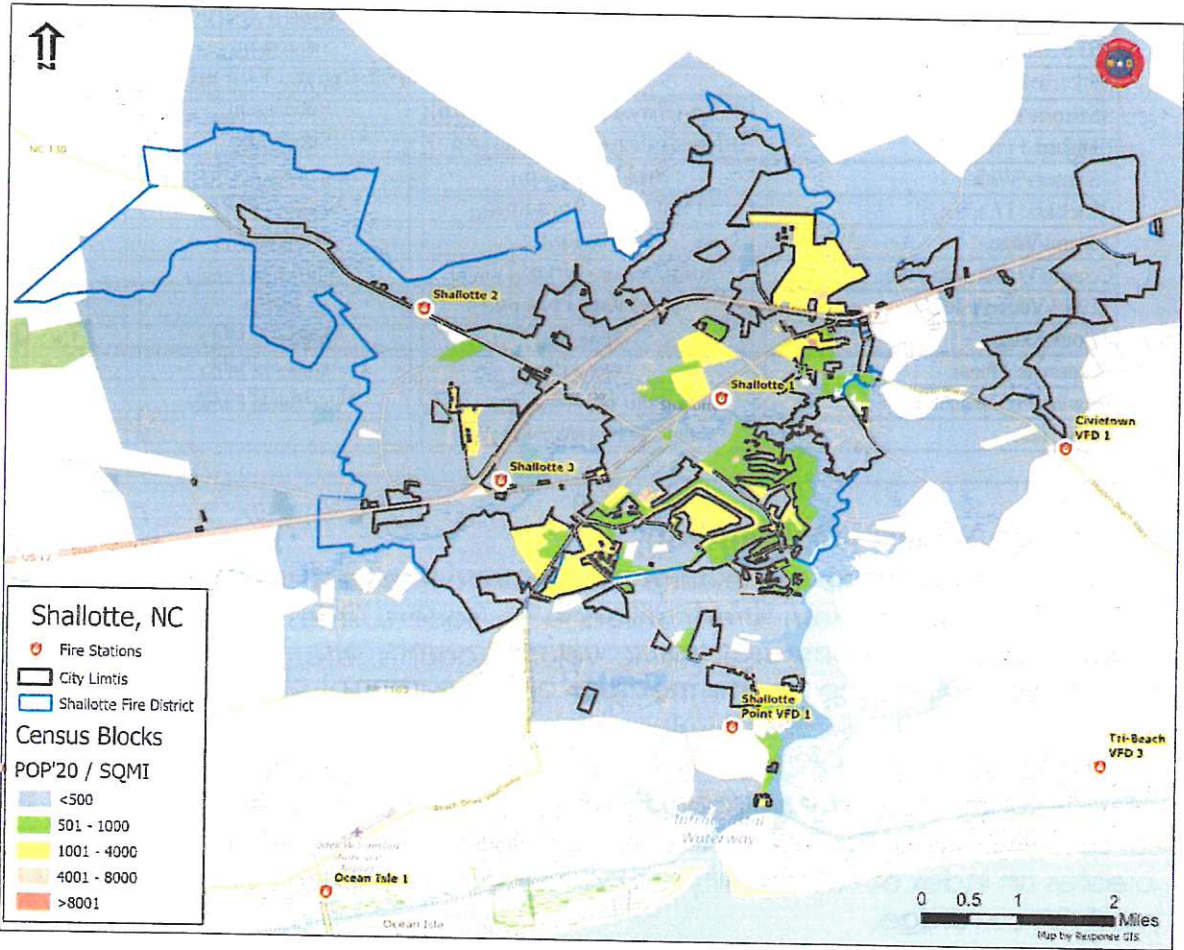 N
NC 130
Shallotte 2
Shallotte 1
Shallotte
Shallotte 3
Civietown
VFD 1
US 17
Shallotte
Point VFD 1
Tri-Beach
VFD 3
Intracoastal
Waterway
Ocean Isle 1
Ocean Isle
Shallotte, NC
Fire Stations
City Limtis
Shallotte Fire District
Census Blocks
POP'20 / SQMI
<500
501 - 1000
1001 - 4000
4001 - 8000
>8001
0 0.5 1 2
Miles
Map by Response GIS